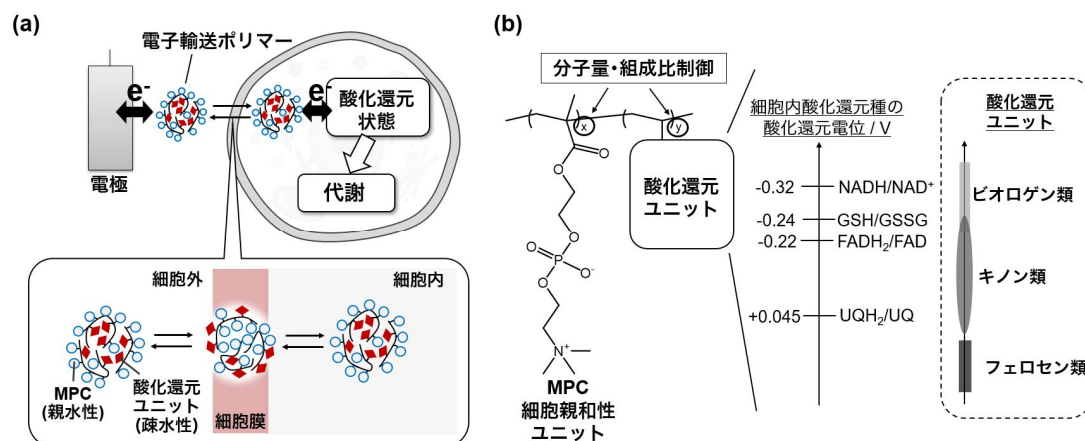 (a)
電子輸送ポリマー
e-
e-
酸化還元
状態
代謝
電極
細胞外
細胞内
MPC
(親水性)
酸化還元
ユニット
(疎水性)
細胞膜
(b)
分子量・組成比制御
x
y
O
O
O
O
P
O-
O
N+
酸化還元
ユニット
MPC
細胞親和性
ユニット
細胞内酸化還元種の
酸化還元電位 / V
-0.32 NADH/NAD+
-0.24 GSH/GSSG
-0.22 FADH2/FAD
+0.045 UQH2/UQ
酸化還元
ユニット
ビオロゲン類
キノン類
フェロセン類